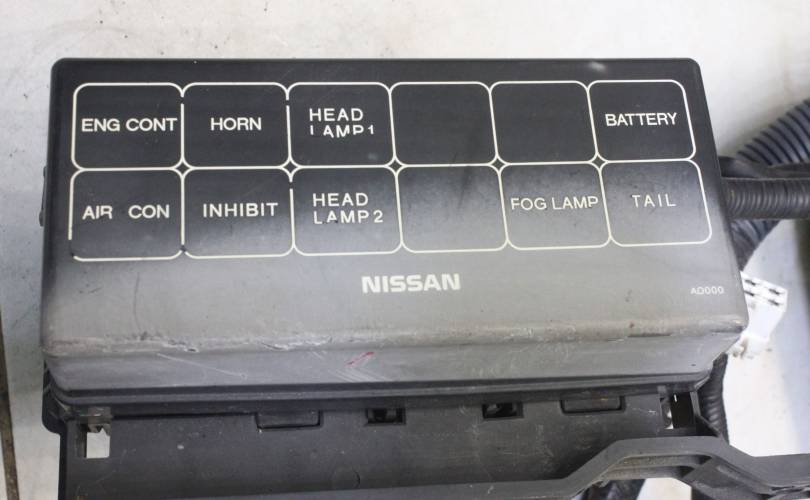 ENG CONT
HORN
HEAD
LAMP1
BATTERY
AIR CON
INHIBIT
HEAD
LAMP2
FOG LAMP
TAIL
NISSAN
AD000